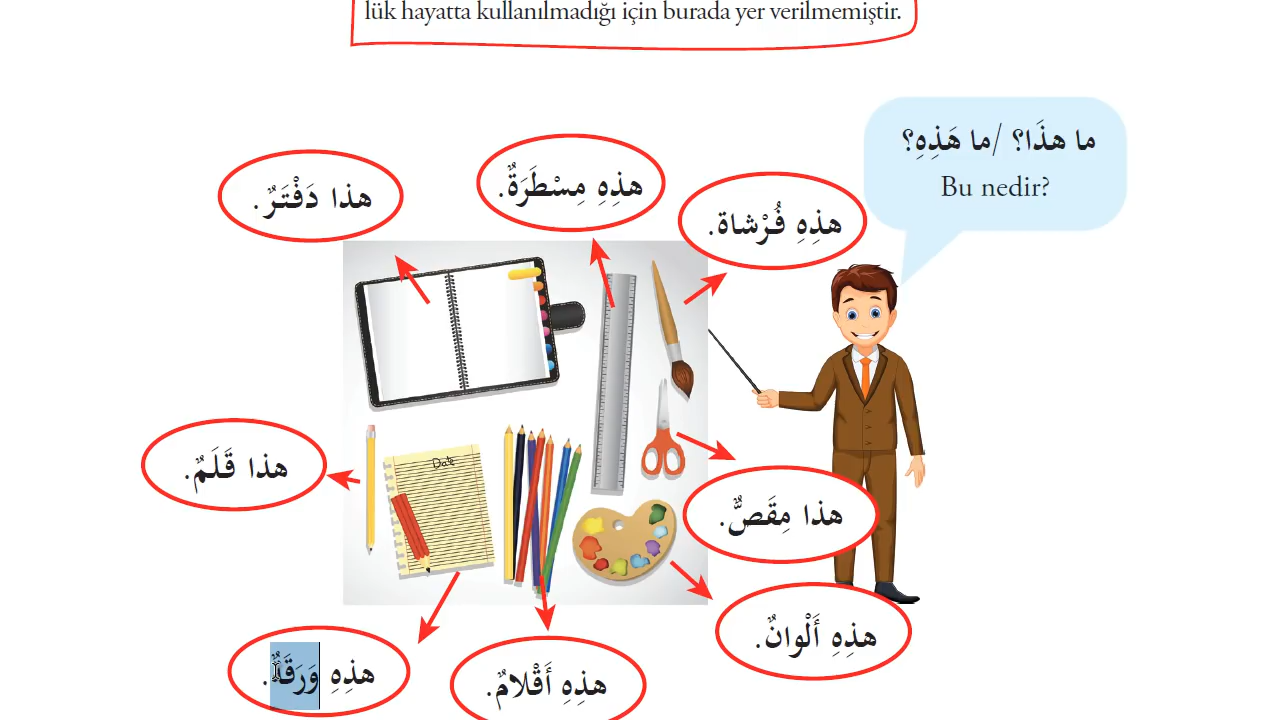 lük hayatta kullanılmadığı için burada yer verilmemiştir.
ما هذَا؟ /ما هَذِهِ؟
Bu nedir?
هذِهِ مِسْطَرَةٌ.
هذا دَفْتَرٌ.
هذِهِ فُرْشاة.
هذا قَلَمٌ.
Date
هذا مِقَصٌّ.
هذِهِ أَلْوانٌ.
هذِهِ وَرَقَةٌ.
هذِهِ أَقْلامٌ.